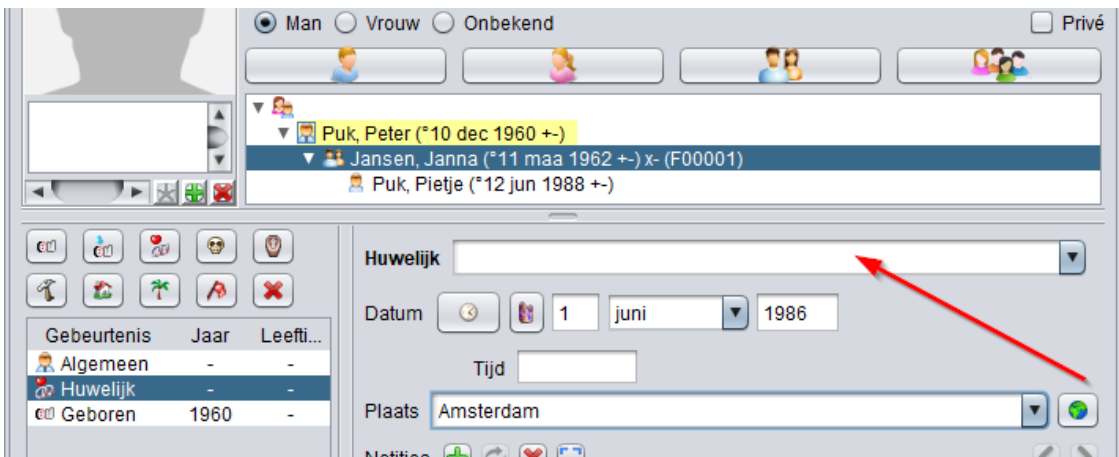 Man Vrouw Onbekend Privé
Puk, Peter (°10 dec 1960 +-)
Jansen, Janna (°11 maa 1962 +-) x- (F00001)
Puk, Pietje (°12 jun 1988 +-)
Huwelijk
Datum 1 juni 1986
Tijd
Plaats Amsterdam
Notities
Gebeurtenis Jaar Leefti...
Algemeen - -
Huwelijk - -
Geboren 1960 -